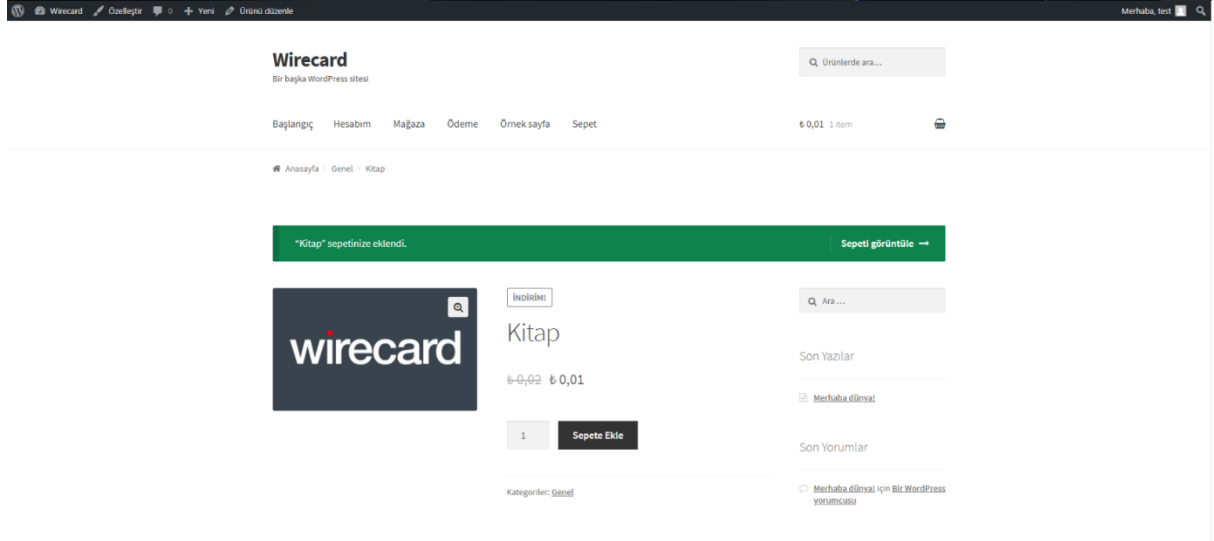 Wirecard Özelleştir 0 Yeni Ürünü düzenle Merhaba, test
Wirecard
Bir başka WordPress sitesi
Ürünlerde ara...
Başlangıç Hesabım Mağaza Ödeme Örnek sayfa Sepet
₺ 0,01 1 item
Anasayfa > Genel > Kitap
“Kitap” sepetinize eklendi.
Sepeti görüntüle →
wirecard
İNDİRİM!
Kitap
₺ 0,02 ₺ 0,01
1 Sepete Ekle
Kategoriler: Genel
Ara ...
Son Yazılar
Merhaba dünya!
Son Yorumlar
Merhaba dünya! için Bir WordPress
yorumcusu